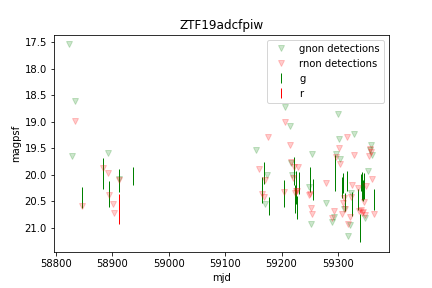 ZTF19adcfpiw
gnon detections
rnon detections
g
r
magpsf
17.5
18.0
18.5
19.0
19.5
20.0
20.5
21.0
58800 58900 59000 59100 59200 59300
mjd